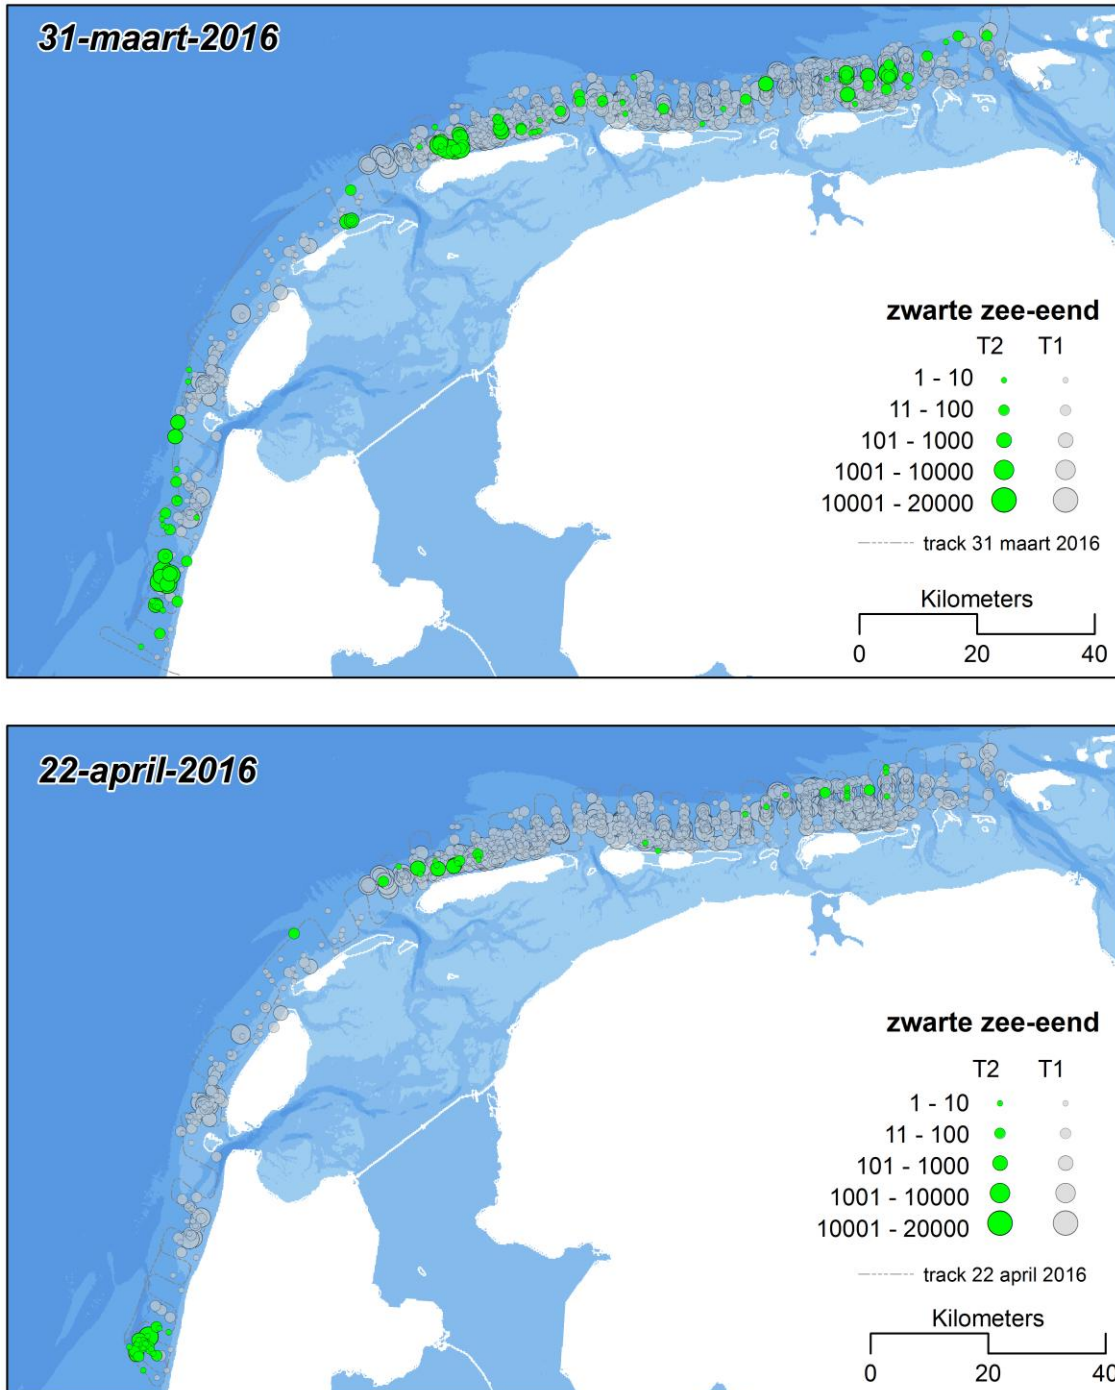 31-maart-2016
zwarte zee-eend
T2 T1
1 - 10
11 - 100
101 - 1000
1001 - 10000
10001 - 20000
track 31 maart 2016
Kilometers
0 20 40
22-april-2016
zwarte zee-eend
T2 T1
1 - 10
11 - 100
101 - 1000
1001 - 10000
10001 - 20000
track 22 april 2016
Kilometers
0 20 40